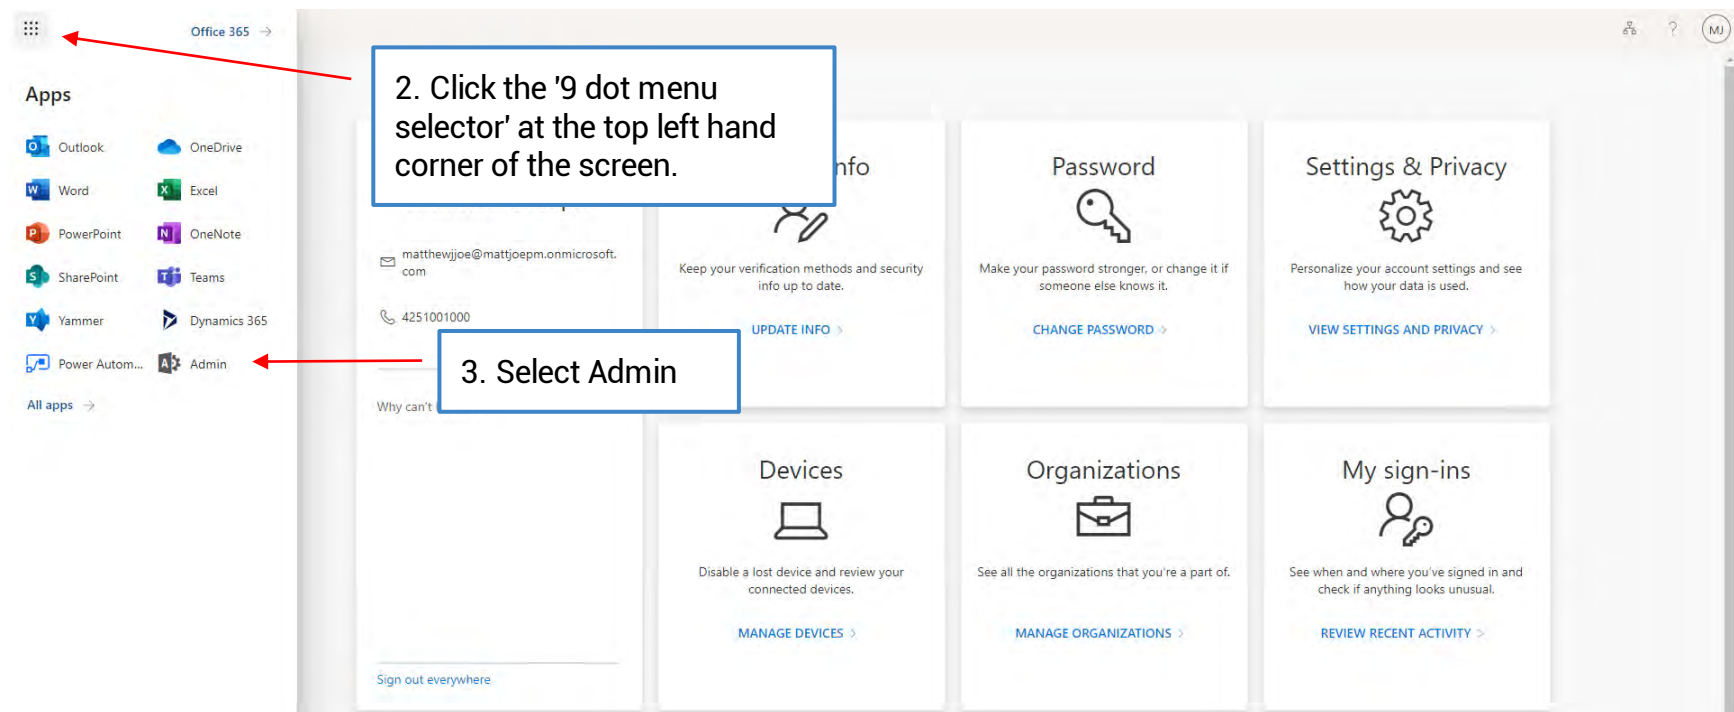 Office 365 →
MJ
2. Click the '9 dot menu
selector' at the top left hand
corner of the screen.
Apps
Outlook
OneDrive
Word
Excel
PowerPoint
OneNote
SharePoint
Teams
Yammer
Dynamics 365
Power Autom...
Admin
All apps →
matthewjjoe@mattjoepm.onmicrosoft.
com
4251001000
3. Select Admin
Why can't
Sign out everywhere
nfo
Keep your verification methods and security
info up to date.
UPDATE INFO >
Password
Make your password stronger, or change it if
someone else knows it.
CHANGE PASSWORD >
Settings & Privacy
Personalize your account settings and see
how your data is used.
VIEW SETTINGS AND PRIVACY >
Devices
Disable a lost device and review your
connected devices.
MANAGE DEVICES >
Organizations
See all the organizations that you're a part of.
MANAGE ORGANIZATIONS >
My sign-ins
See when and where you've signed in and
check if anything looks unusual.
REVIEW RECENT ACTIVITY >